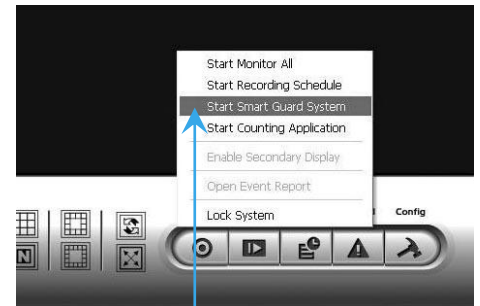 Start Monitor All
Start Recording Schedule
Start Smart Guard System
Start Counting Application
Enable Secondary Display
Open Event Report
Lock System
Config
N